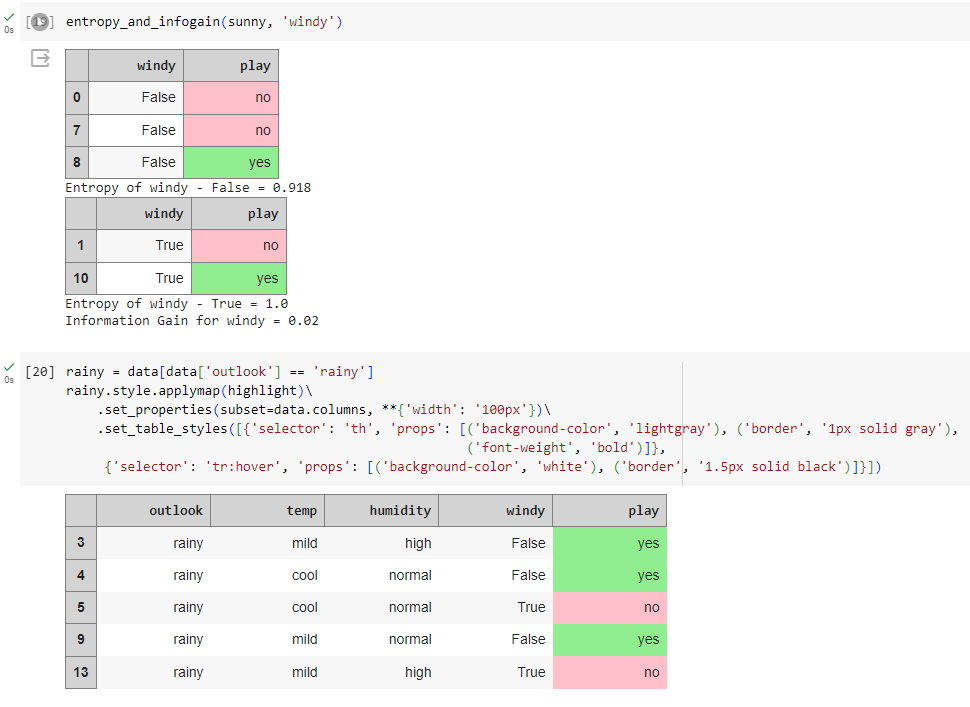 [19] entropy_and_infogain(sunny, 'windy')
0s
windy play
0 False no
7 False no
8 False yes
Entropy of windy - False = 0.918
windy play
1 True no
10 True yes
Entropy of windy - True = 1.0
Information Gain for windy = 0.02
[20] rainy = data[data['outlook'] == 'rainy']
0s
rainy.style.applymap(highlight)\
.set_properties(subset=data.columns, **{'width': '100px'})\
.set_table_styles([{'selector': 'th', 'props': [('background-color', 'lightgray'), ('border', '1px solid gray'),
('font-weight', 'bold')]},
{'selector': 'tr:hover', 'props': [('background-color', 'white'), ('border', '1.5px solid black')]}])
outlook temp humidity windy play
3 rainy mild high False yes
4 rainy cool normal False yes
5 rainy cool normal True no
9 rainy mild normal False yes
13 rainy mild high True no